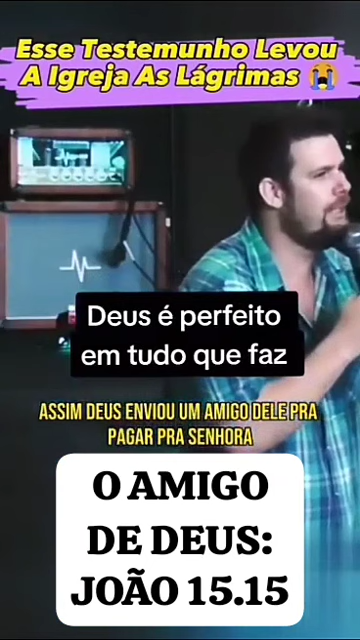 Esse Testemunho Levou
A Igreja As Lágrimas 😭
Deus é perfeito
em tudo que faz
ASSIM DEUS ENVIOU UM AMIGO DELE PRA
PAGAR PRA SENHORA
O AMIGO
DE DEUS:
JOÃO 15.15